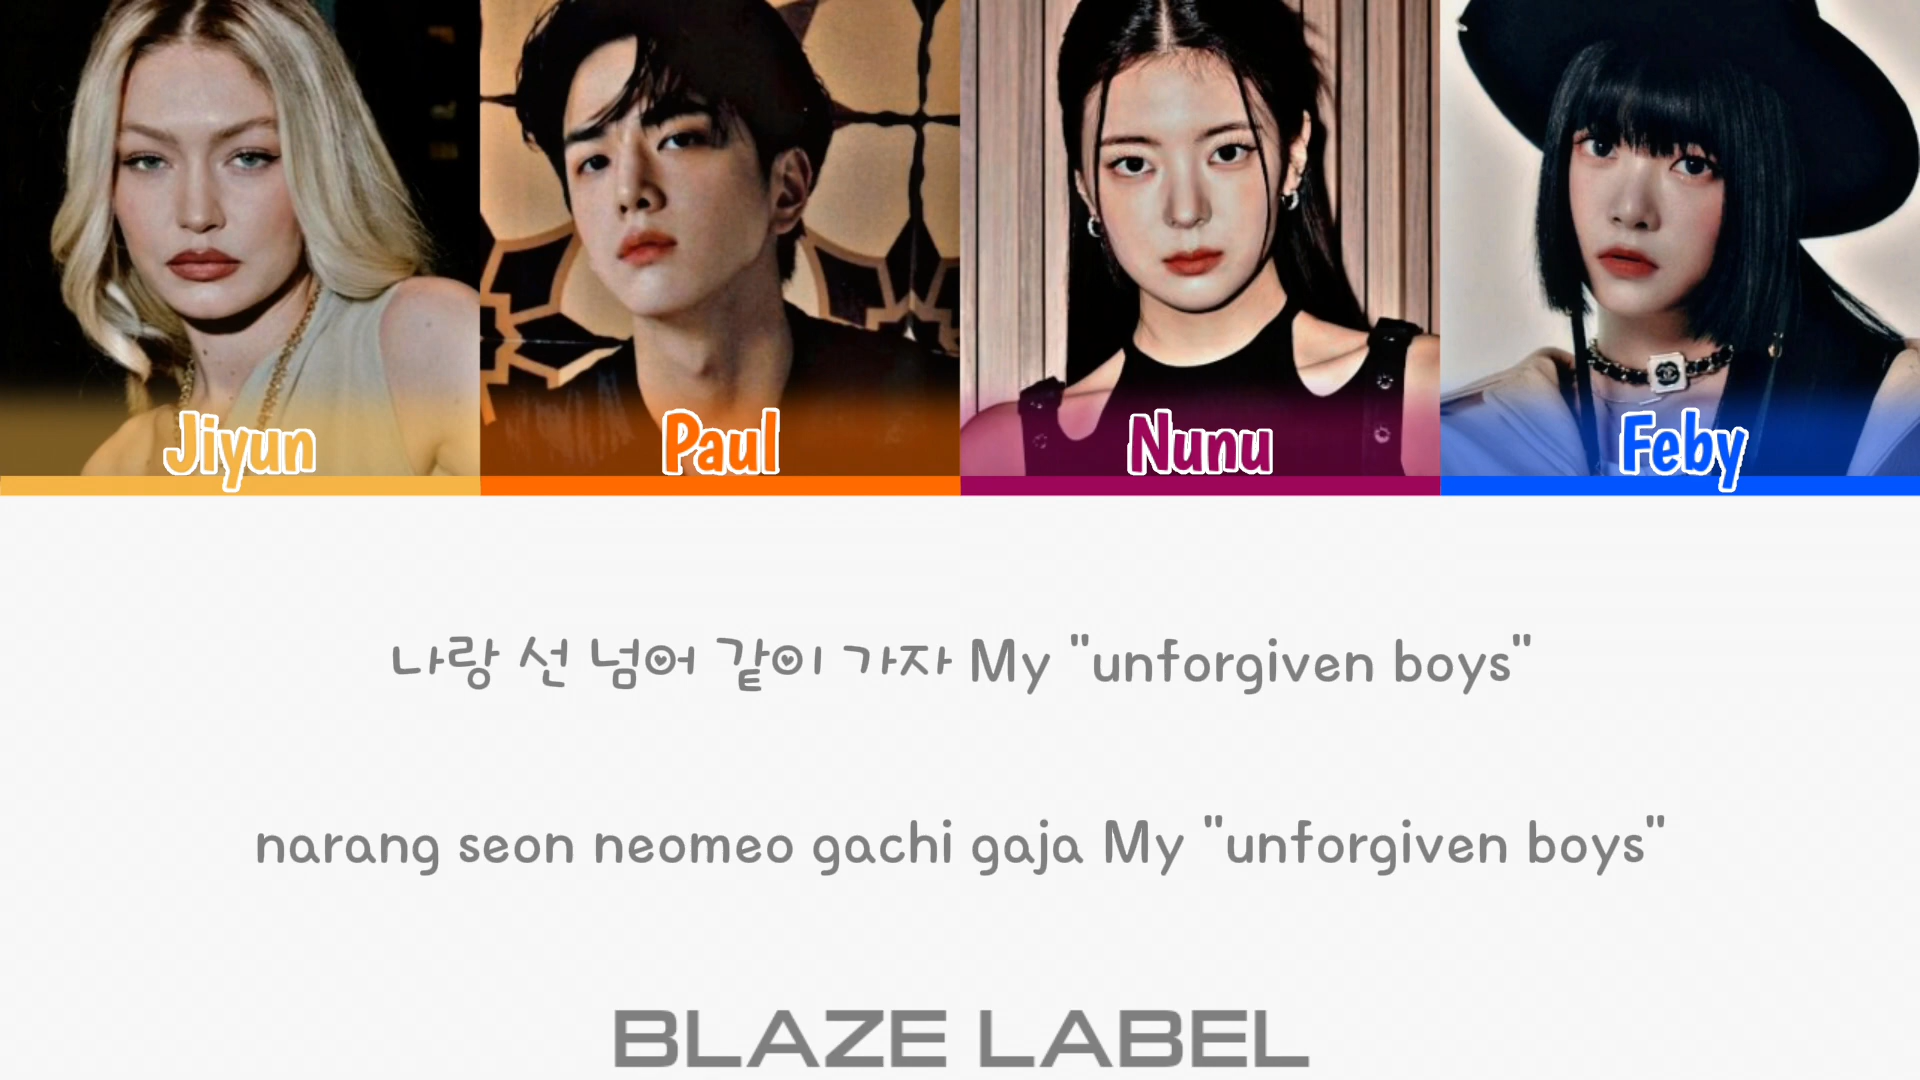 Jiyun
Paul
Nunu
Feby
나랑 선 넘어 같이 가자 My "unforgiven boys"
narang seon neomeo gachi gaja My "unforgiven boys"
BLAZE LABEL